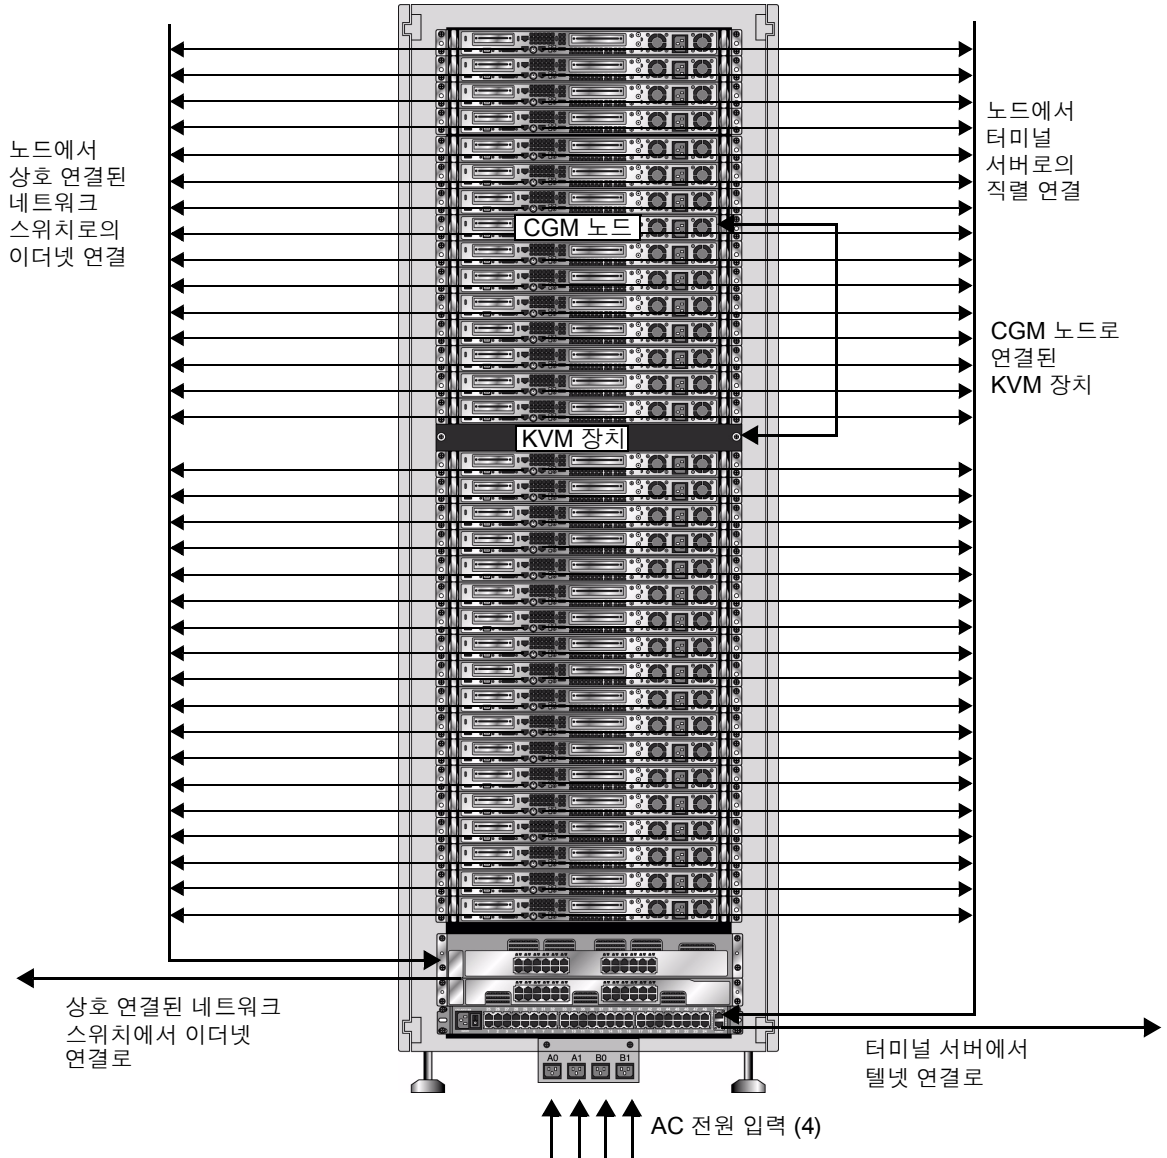 노드에서
상호 연결된
네트워크
스위치로의
이더넷 연결
노드에서
터미널
서버로의
직렬 연결
CGM 노드
CGM 노드로
연결된
KVM 장치
KVM 장치
상호 연결된 네트워크
스위치에서 이더넷
연결로
터미널 서버에서
텔넷 연결로
A0 A1 B0 B1
AC 전원 입력 (4)